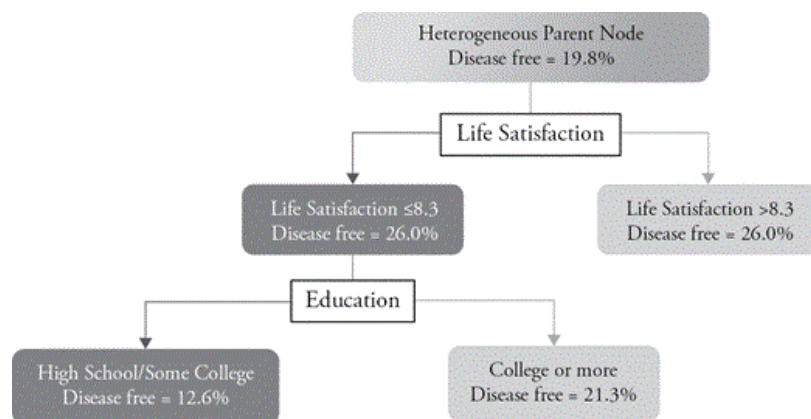 Heterogeneous Parent Node
Disease free = 19.8%
Life Satisfaction
Life Satisfaction ≤8.3
Disease free = 26.0%
Life Satisfaction >8.3
Disease free = 26.0%
Education
High School/Some College
Disease free = 12.6%
College or more
Disease free = 21.3%